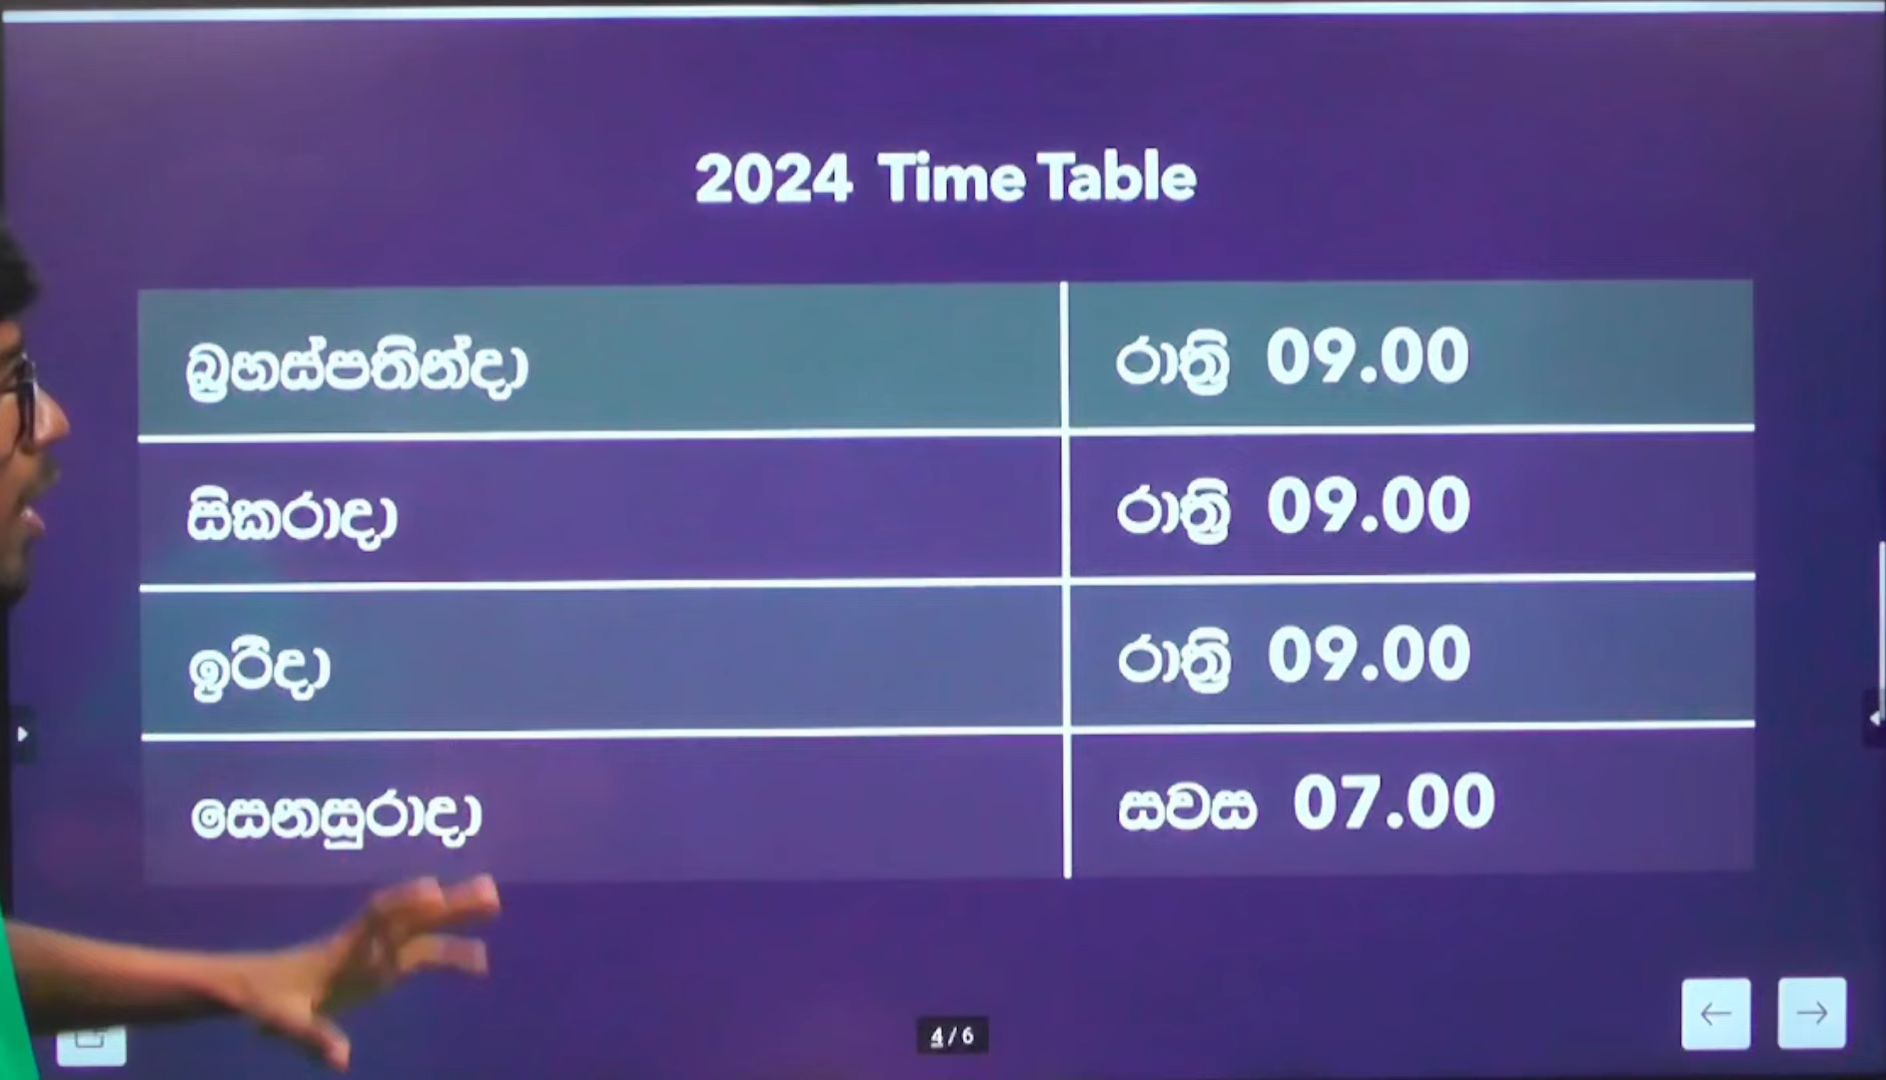 2024 Time Table
බ්‍රහස්පතින්දා රාත්‍රි 09.00
සිකුරාදා රාත්‍රි 09.00
ඉරිදා රාත්‍රි 09.00
සෙනසුරාදා සවස 07.00
4 / 6